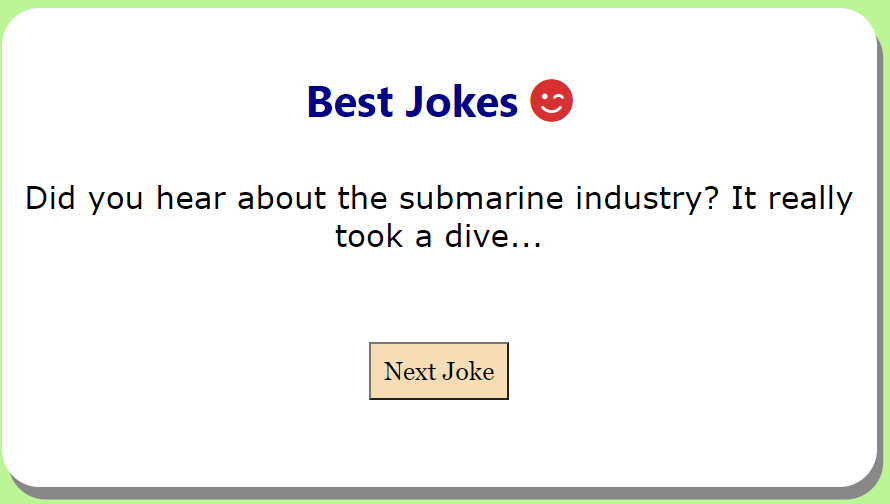 Best Jokes
Did you hear about the submarine industry? It really
took a dive...
Next Joke